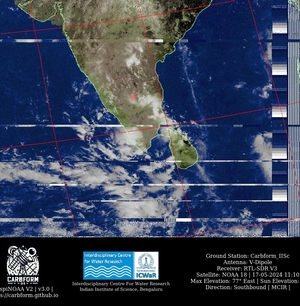 CARBFORM
spiNOAA V2 | v3.0 |
s://carbform.github.io
Interdisciplinary Centre
for Water Research
ICWaR
Interdisciplinary Centre for Water Research
Indian Institute of Science, Bengaluru
Ground Station: Carbform_IISc
Antenna: V-Dipole
Receiver: RTL-SDR V3
Satellite: NOAA 18 | 17-05-2024 11:10
Max Elevation: 77° East | Sun Elevation:
Direction: Southbound | MCIR |